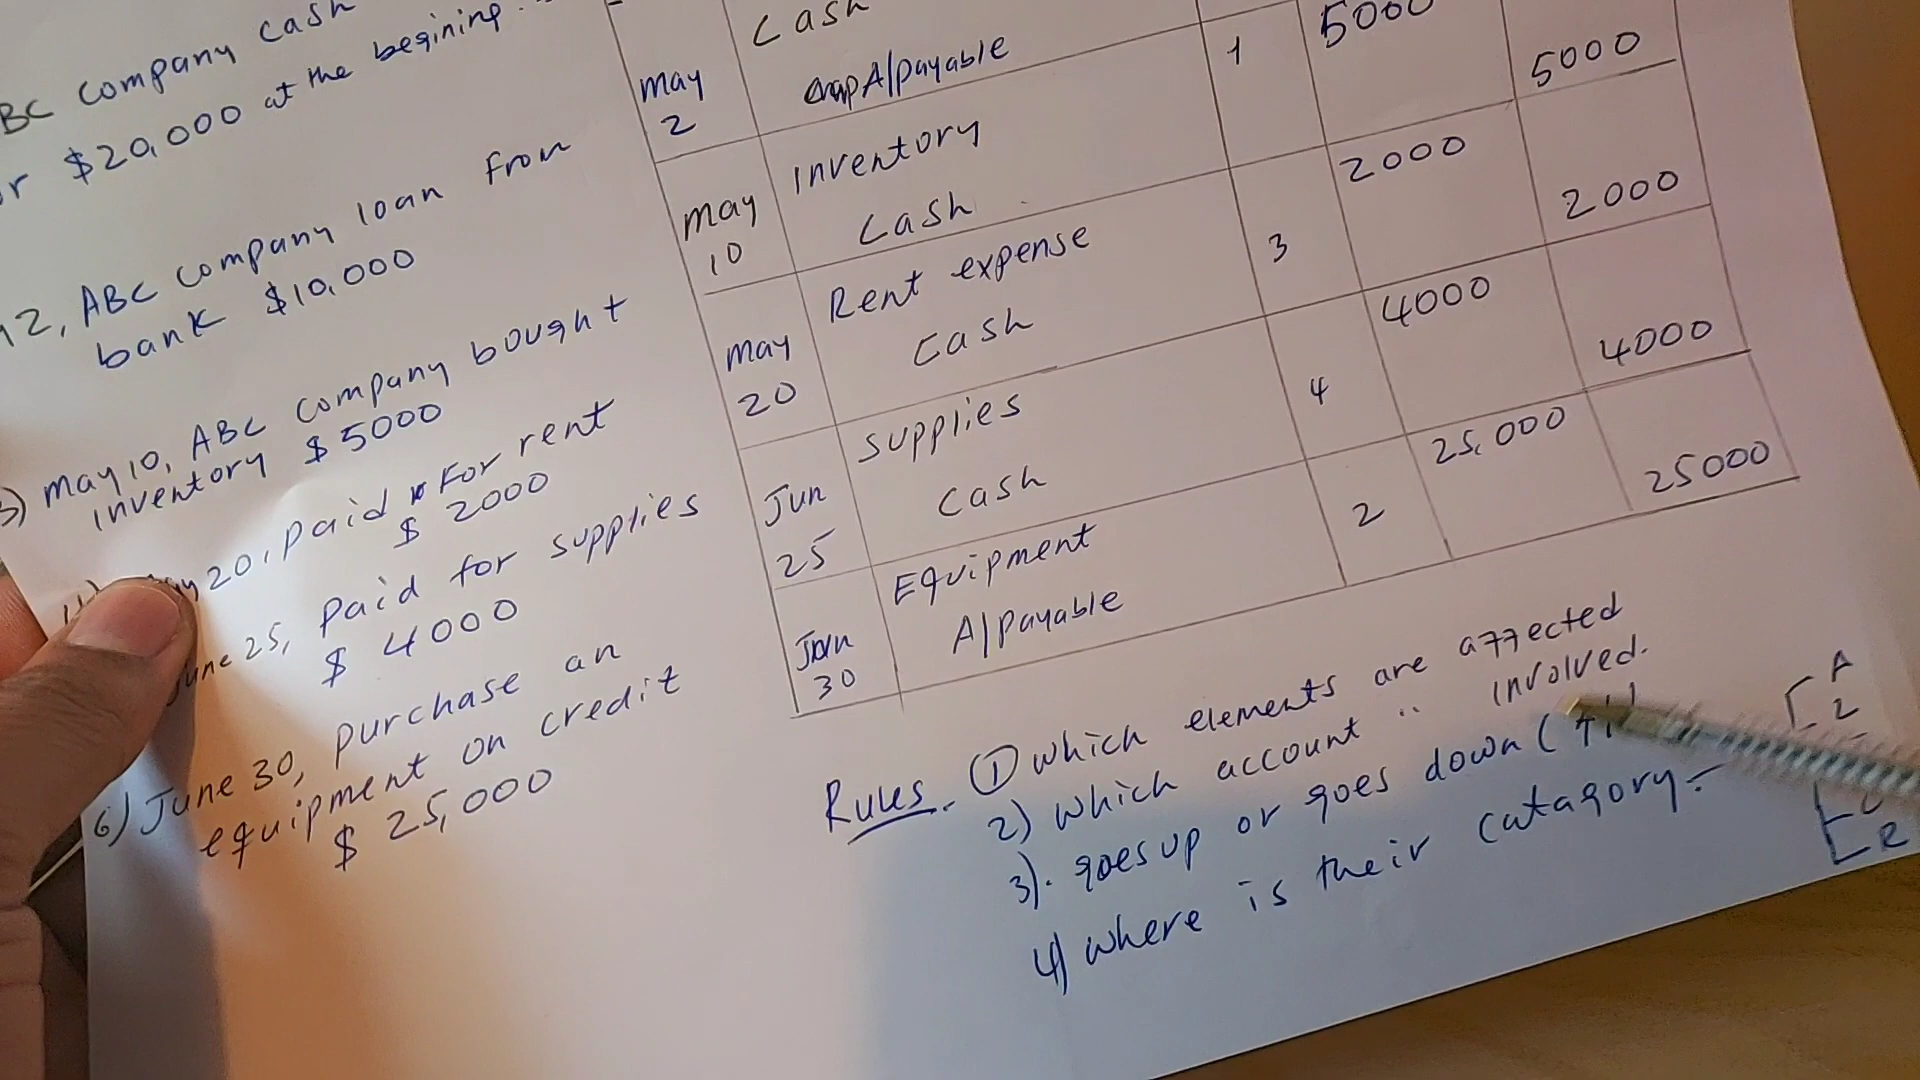 BC company cash
$20,000 at the begining
12, ABC company loan from
bank $10,000
May 10, ABC company bought
inventory $5000
20, paid for rent
$ 2000
June 25, paid for supplies
$ 4000
6) June 30, purchase an
equipment on credit
$ 25,000
Cash 5000
May 2 A/payable 1 5000
May 10 Inventory 2000
Cash 2000
May 20 Rent expense 3 4000
Cash 4000
Jun 25 Supplies 4 25,000
Cash 25000
30 Equipment 2
A/payable
Rules. ① which elements are affected
2) which account " involved.
3). goes up or goes down (
4) where is their catagory.
A
L
R